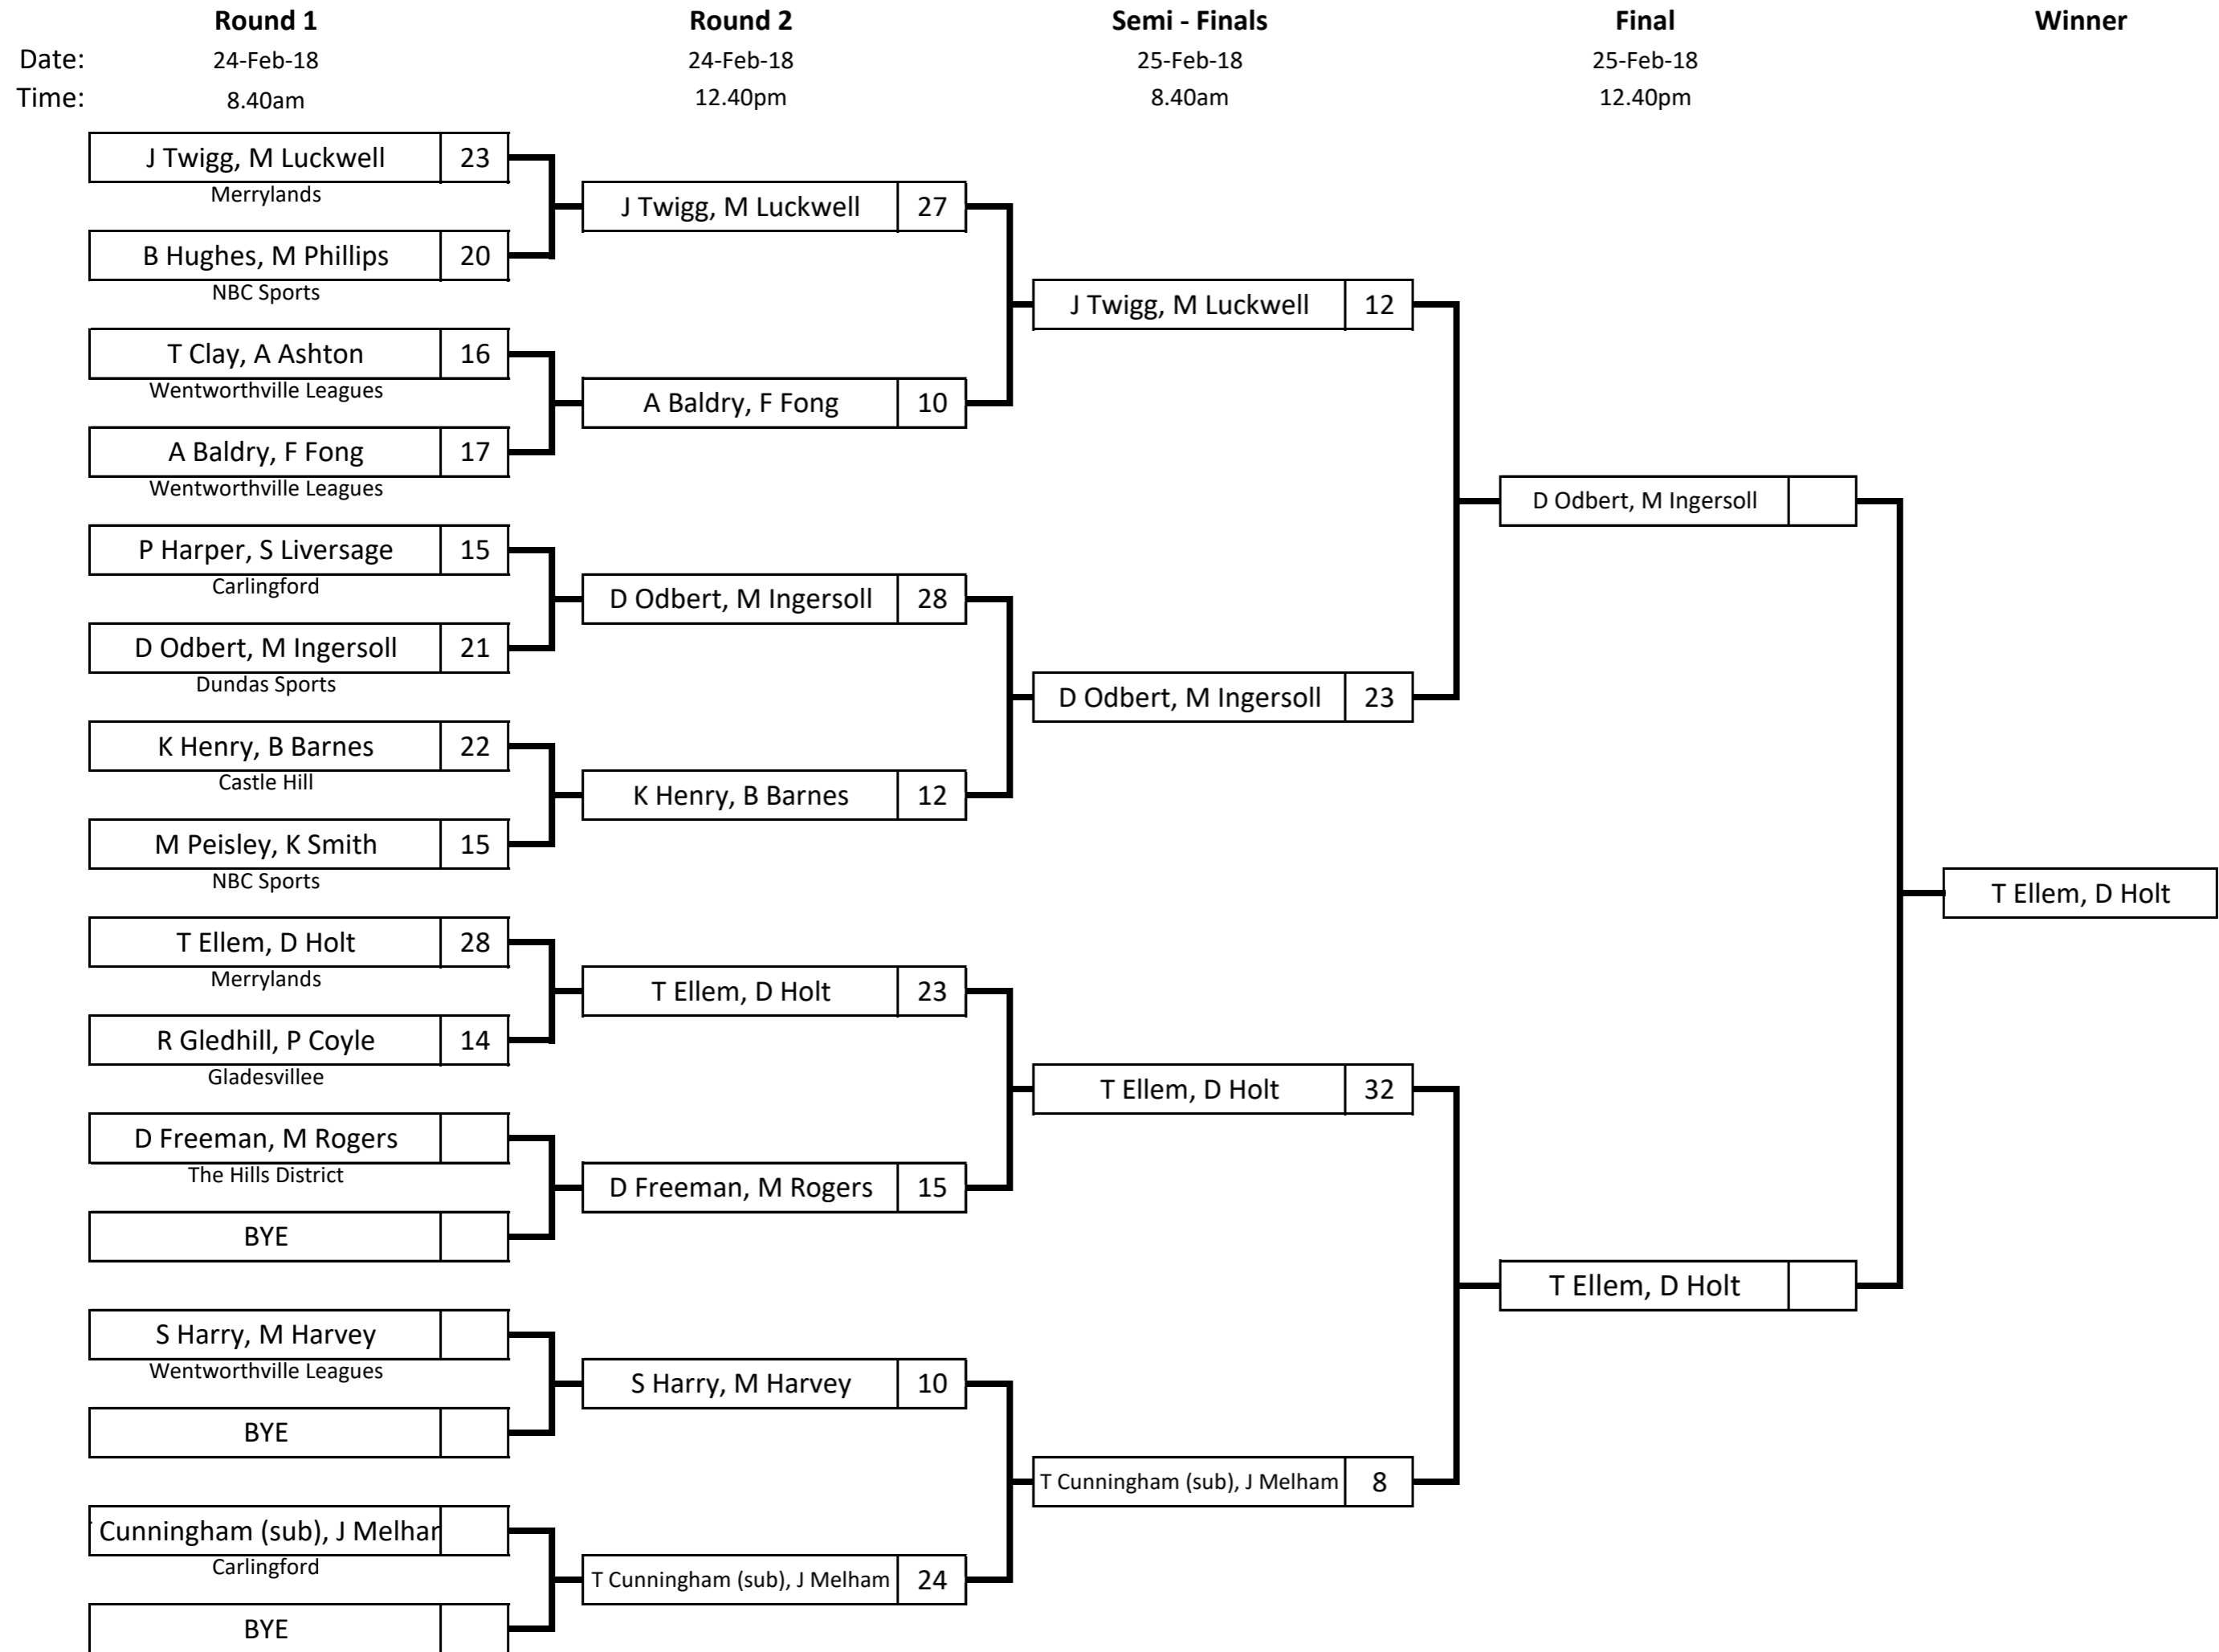 Round 1 Round 2 Semi - Finals Final Winner
Date: 24-Feb-18 24-Feb-18 25-Feb-18 25-Feb-18
Time: 8.40am 12.40pm 8.40am 12.40pm
J Twigg, M Luckwell 23
Merrylands
J Twigg, M Luckwell 27
B Hughes, M Phillips 20
NBC Sports
J Twigg, M Luckwell 12
T Clay, A Ashton 16
Wentworthville Leagues
A Baldry, F Fong 10
A Baldry, F Fong 17
Wentworthville Leagues
D Odbert, M Ingersoll
P Harper, S Liversage 15
Carlingford
D Odbert, M Ingersoll 28
D Odbert, M Ingersoll 21
Dundas Sports
D Odbert, M Ingersoll 23
K Henry, B Barnes 22
Castle Hill
K Henry, B Barnes 12
M Peisley, K Smith 15
NBC Sports
T Ellem, D Holt
T Ellem, D Holt 28
Merrylands
T Ellem, D Holt 23
R Gledhill, P Coyle 14
Gladesvillee
T Ellem, D Holt 32
D Freeman, M Rogers
The Hills District
D Freeman, M Rogers 15
BYE
T Ellem, D Holt
S Harry, M Harvey
Wentworthville Leagues
S Harry, M Harvey 10
BYE
T Cunningham (sub), J Melham 8
Cunningham (sub), J Melhar
Carlingford
T Cunningham (sub), J Melham 24
BYE